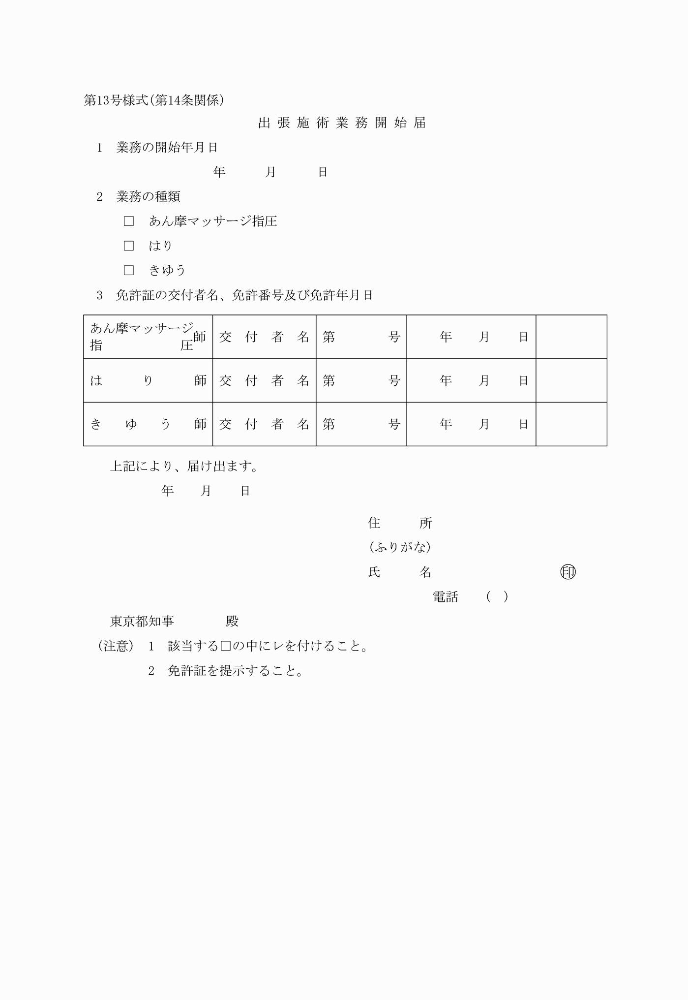 第13号様式(第14条関係)
出張施術業務開始届
1　業務の開始年月日
年　月　日
2　業務の種類
□　あん摩マッサージ指圧
□　はり
□　きゆう
3　免許証の交付者名、免許番号及び免許年月日
あん摩マッサージ指圧師　交付者名　第　号　年　月　日
はり師　交付者名　第　号　年　月　日
きゆう師　交付者名　第　号　年　月　日
上記により、届け出ます。
年　月　日
住所
(ふりがな)
氏名　㊞
電話　(　)
東京都知事　殿
(注意)　1　該当する□の中にレを付けること。
2　免許証を提示すること。